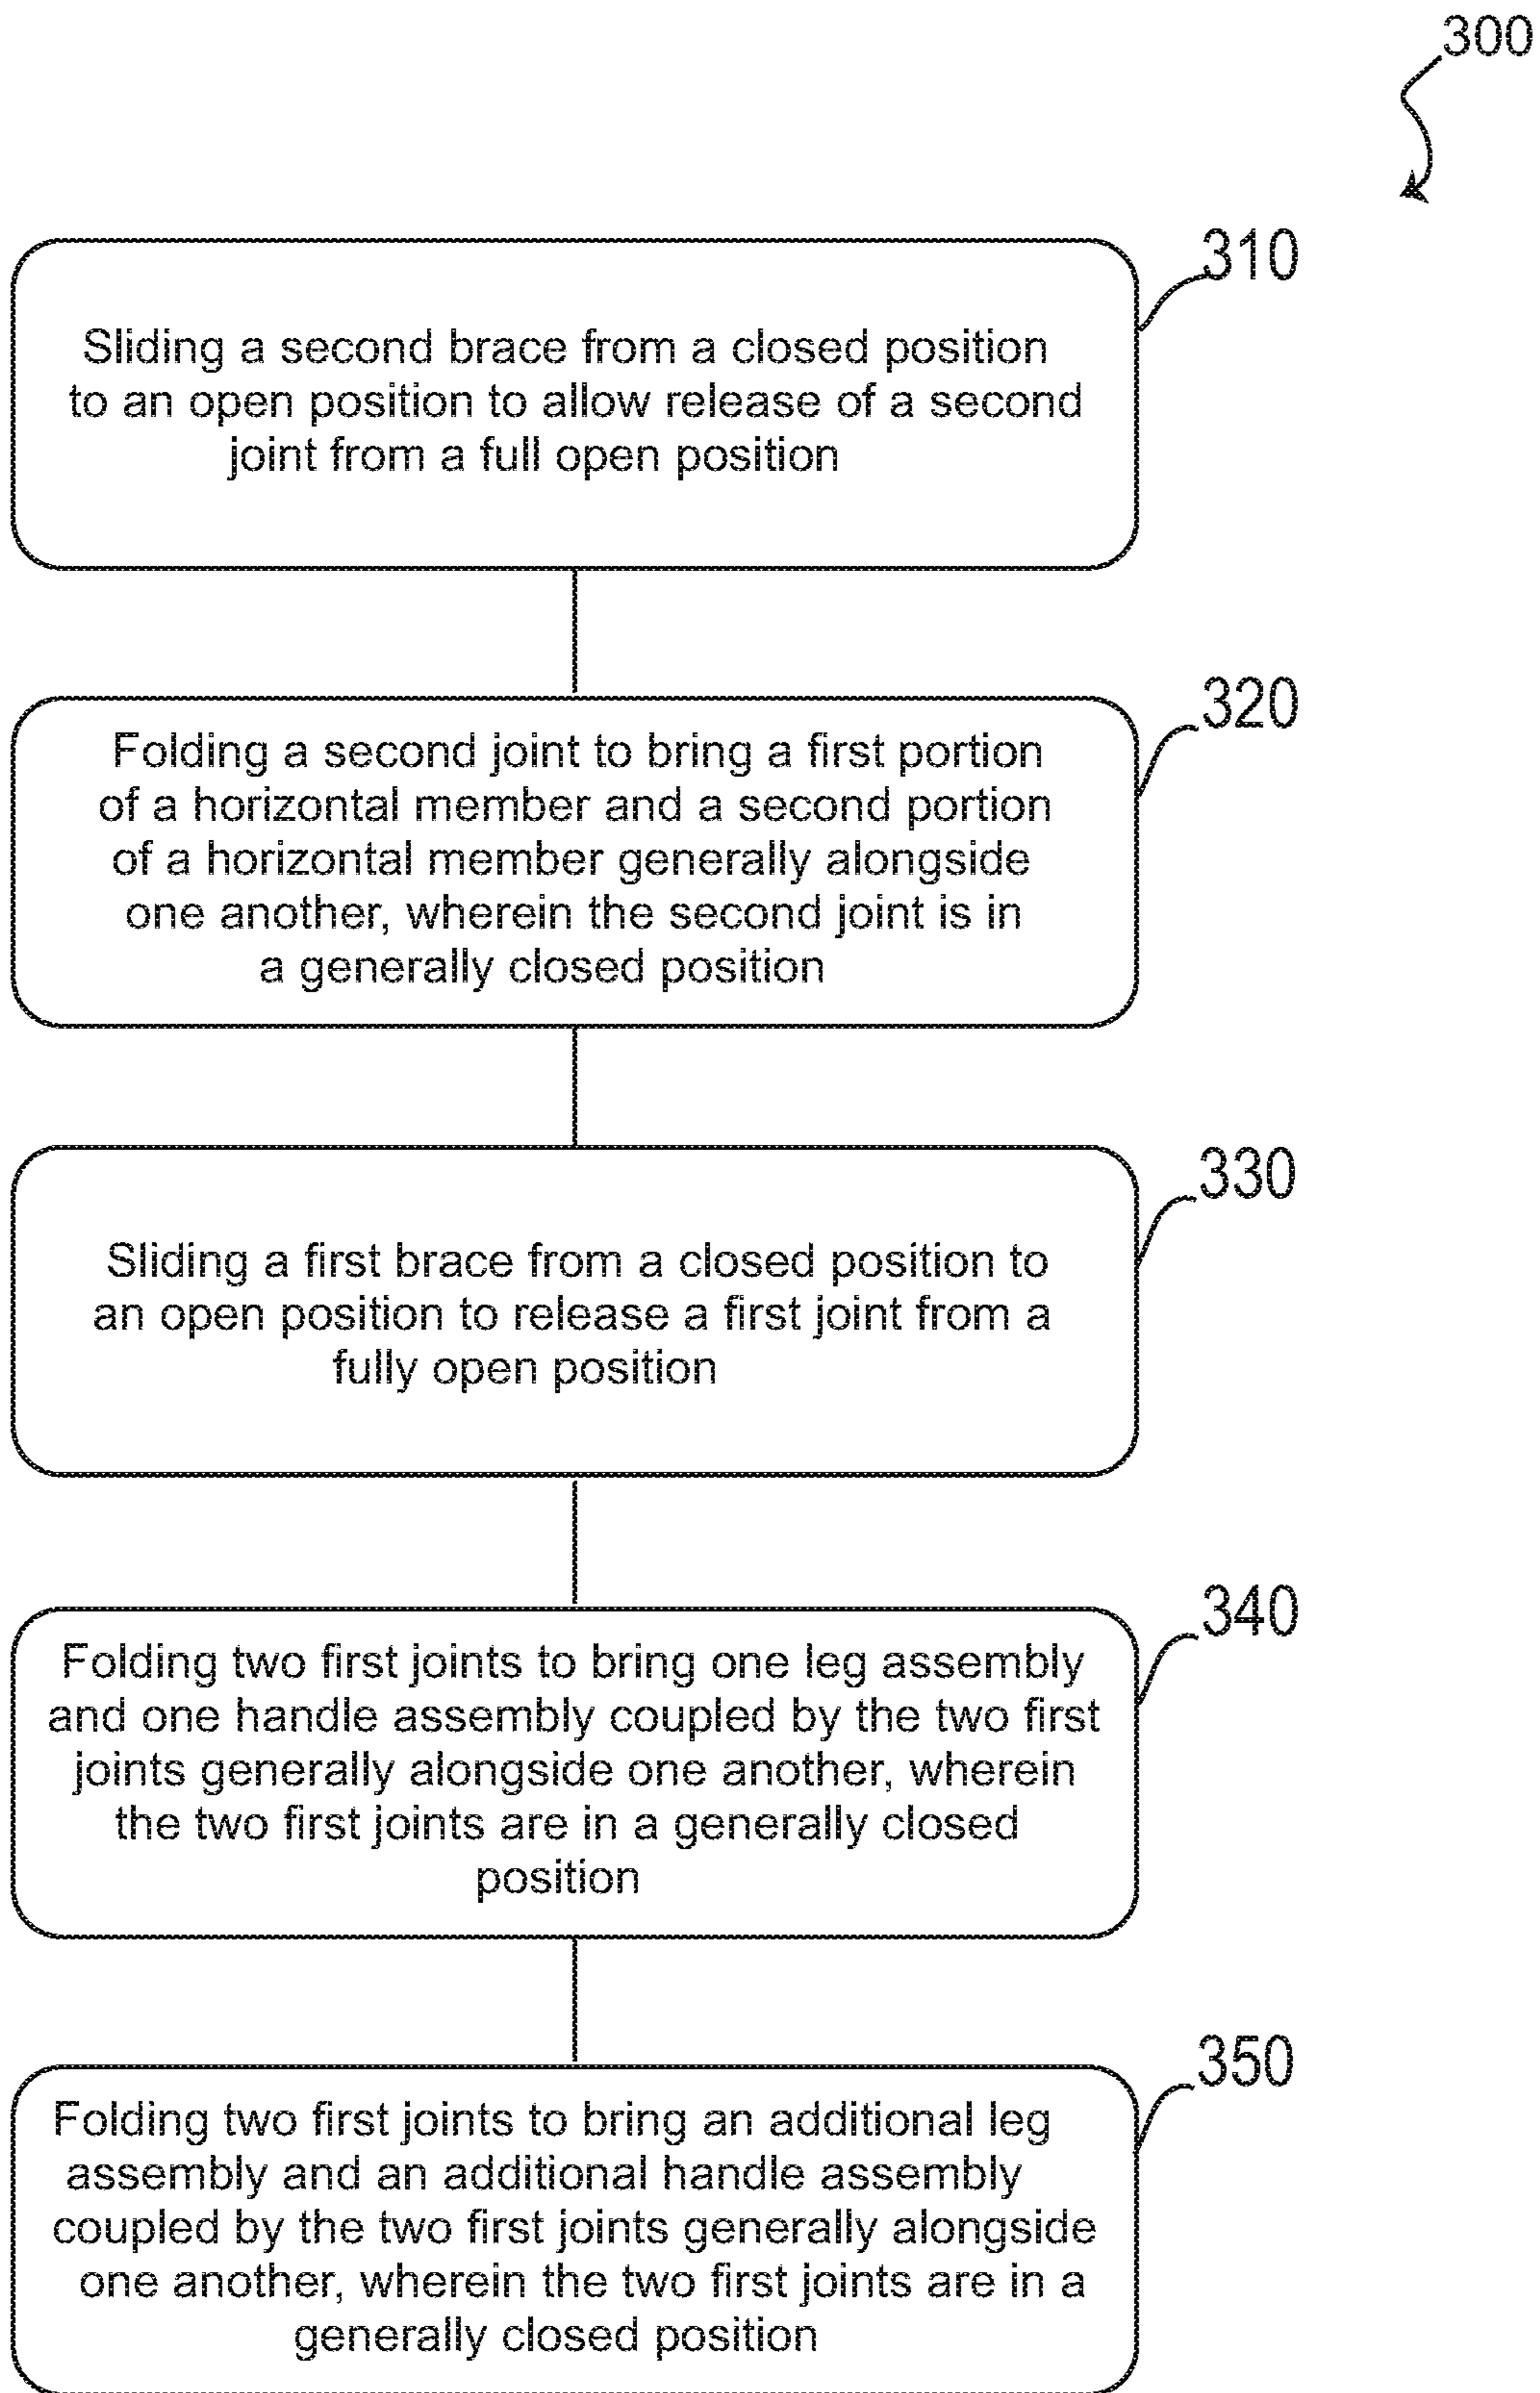 300
310
Sliding a second brace from a closed position
to an open position to allow release of a second
joint from a full open position
320
Folding a second joint to bring a first portion
of a horizontal member and a second portion
of a horizontal member generally alongside
one another, wherein the second joint is in
a generally closed position
330
Sliding a first brace from a closed position to
an open position to release a first joint from a
fully open position
340
Folding two first joints to bring one leg assembly
and one handle assembly coupled by the two first
joints generally alongside one another, wherein
the two first joints are in a generally closed
position
350
Folding two first joints to bring an additional leg
assembly and an additional handle assembly
coupled by the two first joints generally alongside
one another, wherein the two first joints are in a
generally closed position